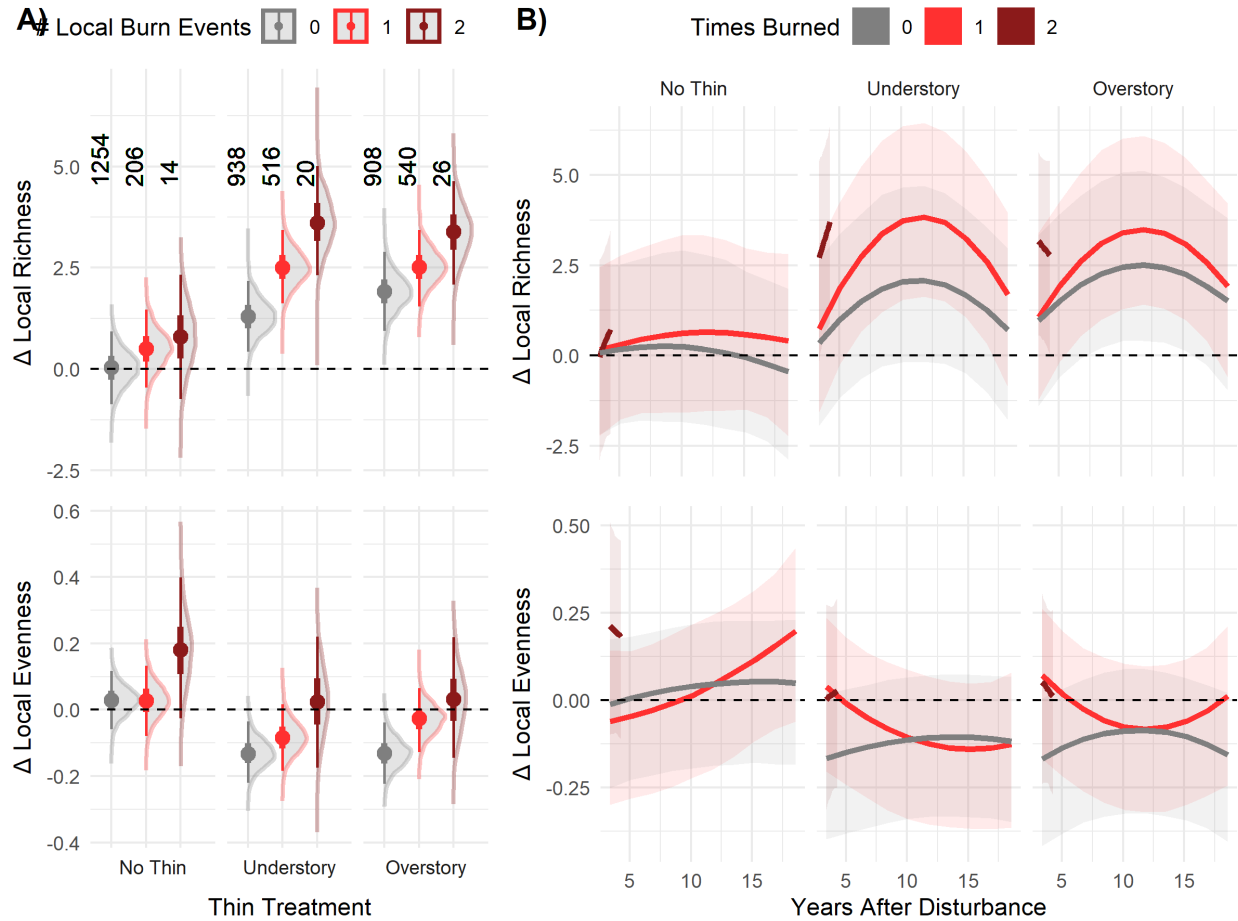 A) # Local Burn Events 0 1 2
B) Times Burned 0 1 2
No Thin Understory Overstory
1254 206 14 938 516 20 908 540 26
Δ Local Richness
5.0
2.5
0.0
-2.5
Δ Local Evenness
0.6
0.4
0.2
0.0
-0.2
-0.4
No Thin Understory Overstory
Thin Treatment
Δ Local Richness
5.0
2.5
0.0
-2.5
Δ Local Evenness
0.50
0.25
0.00
-0.25
5 10 15 5 10 15 5 10 15
Years After Disturbance